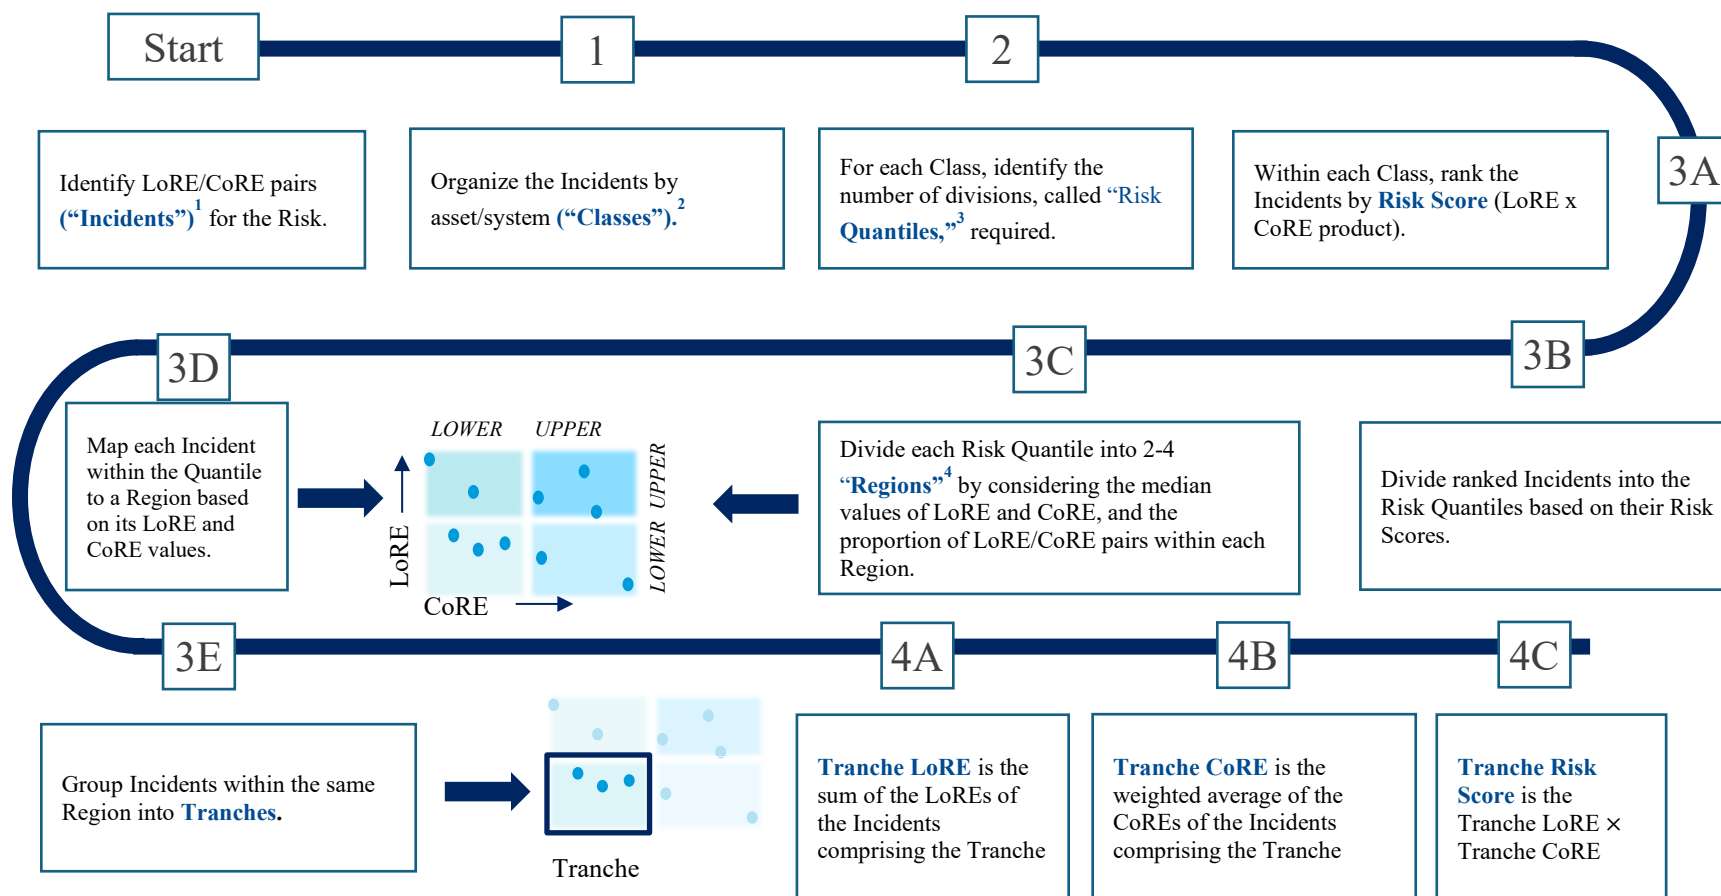 Start
1
2
3A
Identify LoRE/CoRE pairs
(“Incidents”)1 for the Risk.
Organize the Incidents by
asset/system (“Classes”).2
For each Class, identify the
number of divisions, called “Risk
Quantiles,”3 required.
Within each Class, rank the
Incidents by Risk Score (LoRE x
CoRE product).
3D
3C
3B
Map each Incident
within the Quantile
to a Region based
on its LoRE and
CoRE values.
LOWER UPPER
LoRE
LOWER UPPER
CoRE
Divide each Risk Quantile into 2-4
“Regions”4 by considering the median
values of LoRE and CoRE, and the
proportion of LoRE/CoRE pairs within each
Region.
Divide ranked Incidents into the
Risk Quantiles based on their Risk
Scores.
3E
4A
4B
4C
Group Incidents within the same
Region into Tranches.
Tranche
Tranche LoRE is the
sum of the LoREs of
the Incidents
comprising the Tranche
Tranche CoRE is the
weighted average of the
CoREs of the Incidents
comprising the Tranche
Tranche Risk
Score is the
Tranche LoRE ×
Tranche CoRE